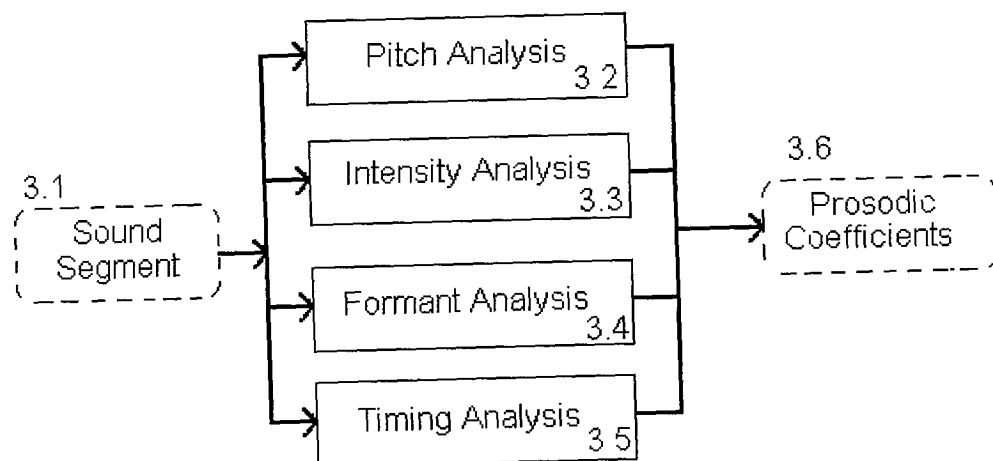 Pitch Analysis
3 2
Intensity Analysis
3.3
3.1
Sound
Segment
3.6
Prosodic
Coefficients
Formant Analysis
3.4
Timing Analysis
3 5